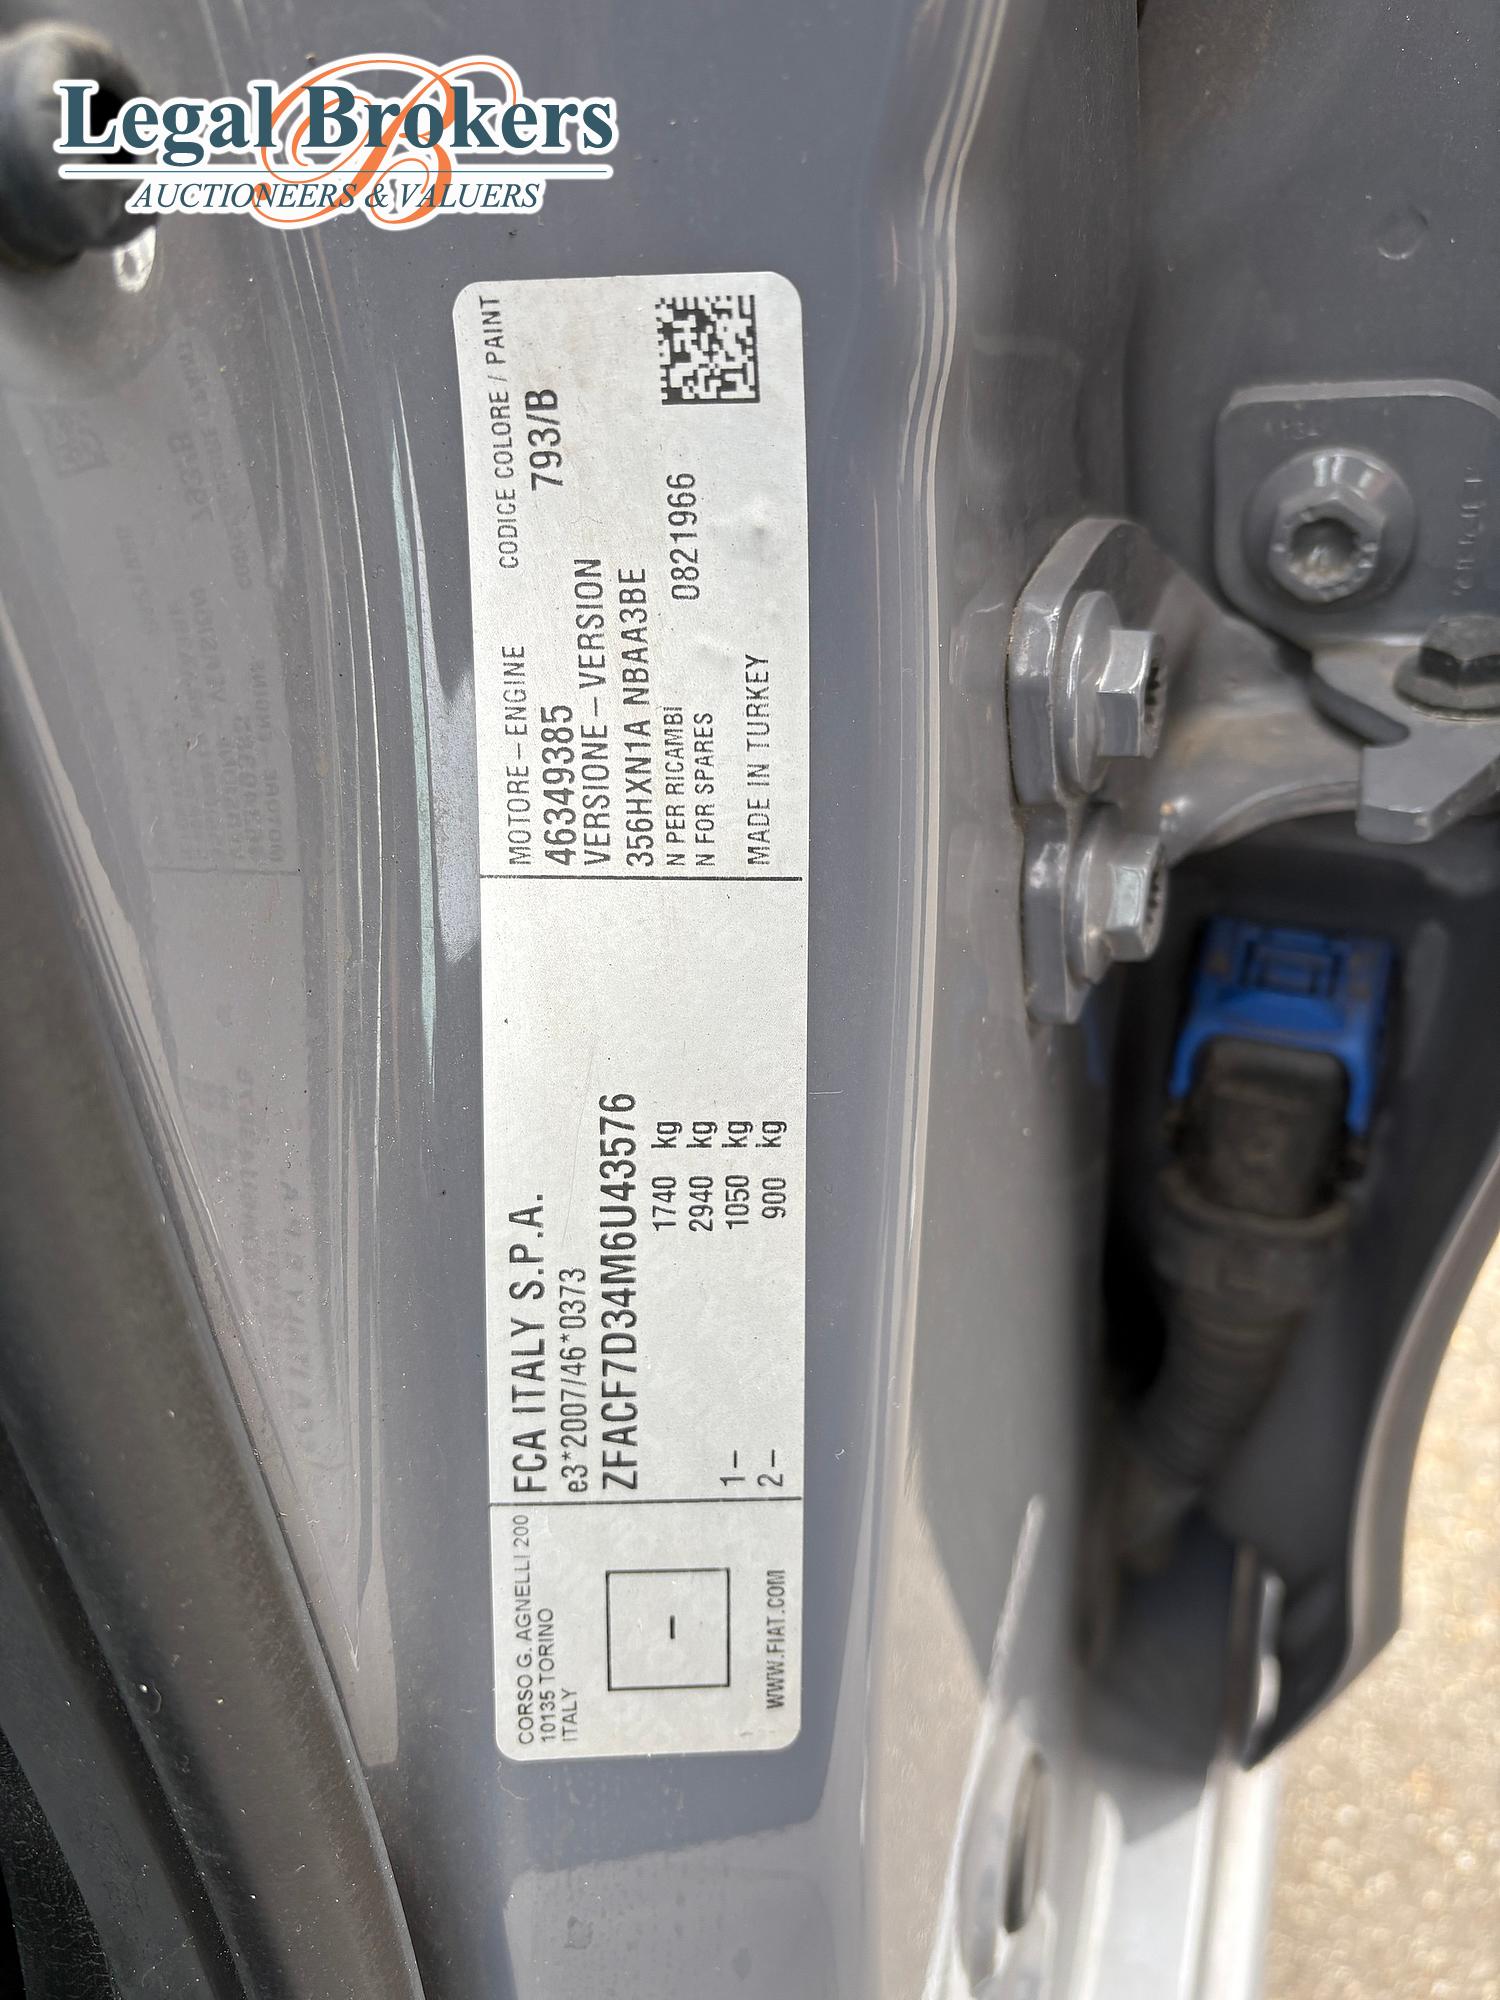 Legal Brokers
AUCTIONEERS & VALUERS
CORSO G. AGNELLI 200
10135 TORINO
ITALY
-
WWW.FIAT.COM
FCA ITALY S.P.A.
e3*2007/46*0373
ZFACF7D34M6U43576
1740 kg
2940 kg
1- 1050 kg
2- 900 kg
MOTORE-ENGINE CODICE COLORE / PAINT
46349385 793/B
VERSIONE-VERSION
356HXN1A NBAA3BE
N PER RICAMBI
N FOR SPARES 0821966
MADE IN TURKEY